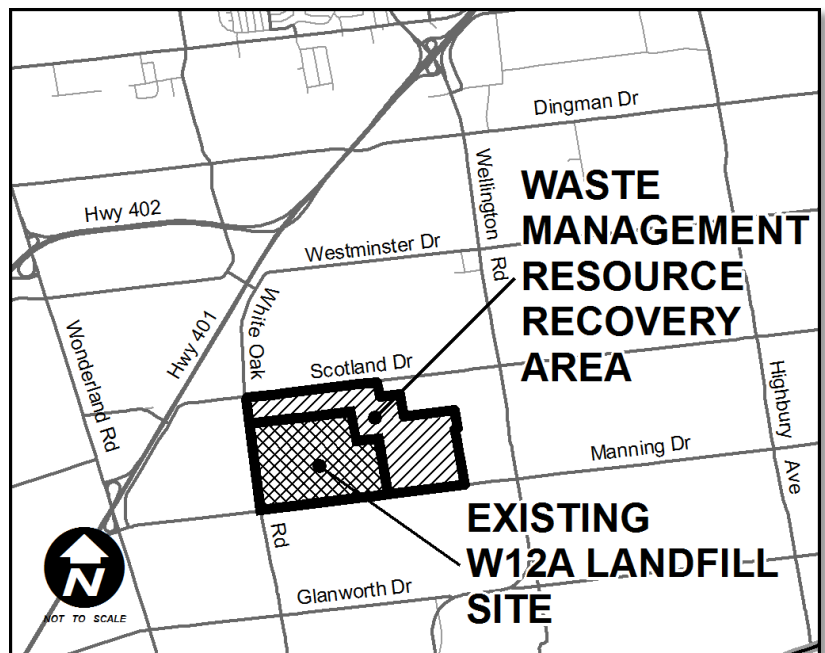 Dingman Dr
Wellington Rd
WASTE
MANAGEMENT
RESOURCE
RECOVERY
AREA
Hwy 402
Westminster Dr
White Oak Rd
Hwy 401
Wonderland Rd
Scotland Dr
Highbury Ave
Manning Dr
EXISTING
W12A LANDFILL
SITE
Glanworth Dr
N
NOT TO SCALE